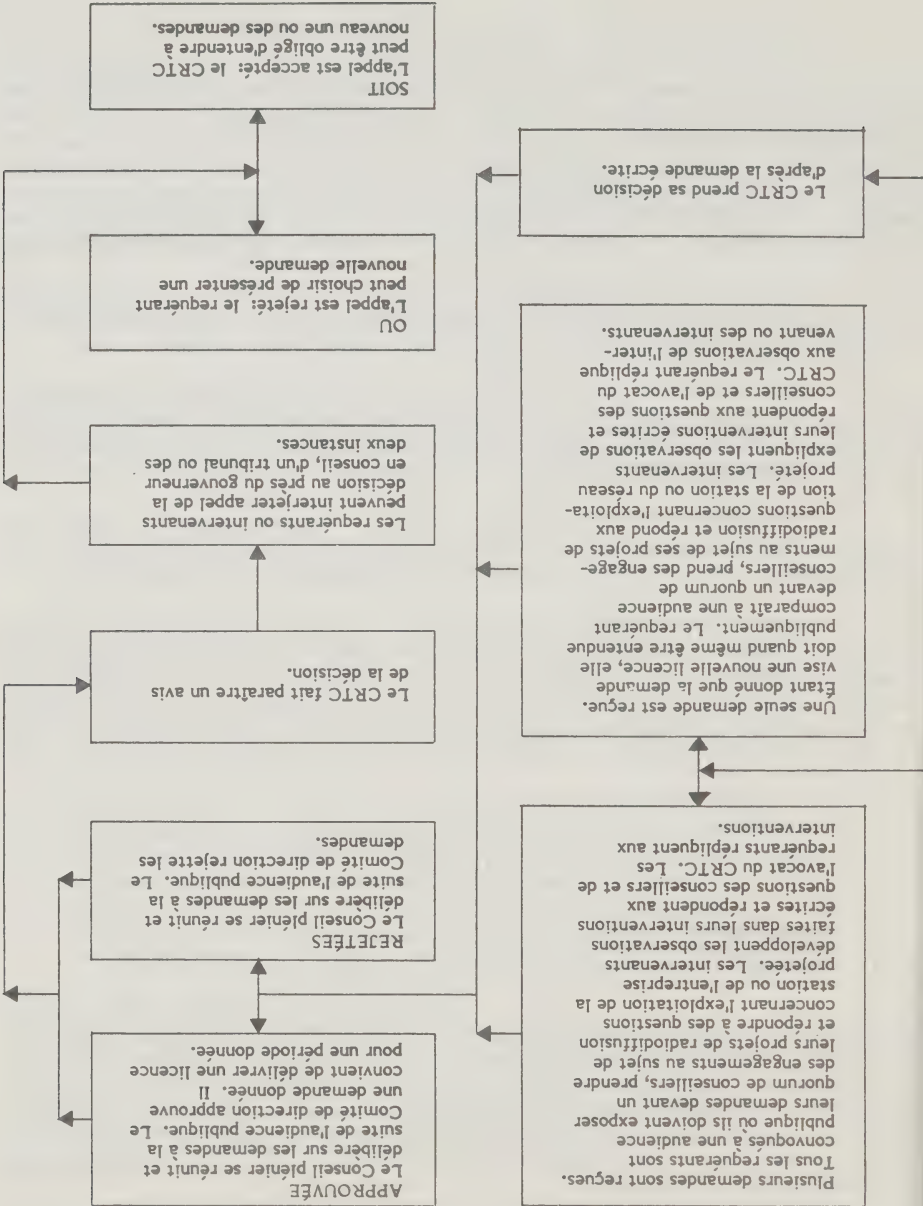 Plusieurs demandes sont reçues.
Tous les requérants sont
convoqués à une audience
publique où ils doivent exposer
leurs demandes devant un
quorum de conseillers, prendre
des engagements au sujet de
leurs projets de radiodiffusion
et répondre à des questions
concernant l'exploitation de la
station ou de l'entreprise
projetée. Les intervenants
développent les observations
faites dans leurs interventions
écrites et répondent aux
questions des conseillers et de
l'avocat du CRTC. Les
requérants répliquent aux
interventions.
Une seule demande est reçue.
Étant donné que la demande
vise une nouvelle licence, elle
doit quand même être entendue
publiquement. Le requérant
comparaît à une audience
devant un quorum de
conseillers, prend des engage-
ments au sujet de ses projets de
radiodiffusion et répond aux
questions concernant l'exploita-
tion de la station ou du réseau
projeté. Les intervenants
expliquent les observations de
leurs interventions écrites et
répondent aux questions des
conseillers et de l'avocat du
CRTC. Le requérant réplique
aux observations de l'inter-
venant ou des intervenants.
Le CRTC prend sa décision
d'après la demande écrite.
APPROUVÉE
Le Conseil plénier se réunit et
délibère sur les demandes à la
suite de l'audience publique. Le
Comité de direction approuve
une demande donnée. Il
convient de délivrer une licence
pour une période donnée.
REJETÉES
Le Conseil plénier se réunit et
délibère sur les demandes à la
suite de l'audience publique. Le
Comité de direction rejette les
demandes.
Le CRTC fait paraître un avis
de la décision.
Les requérants ou intervenants
peuvent interjeter appel de la
décision au près du gouverneur
en conseil, d'un tribunal ou des
deux instances.
OU
L'appel est rejeté: le requérant
peut choisir de présenter une
nouvelle demande.
SOIT
L'appel est accepté: le CRTC
peut être obligé d'entendre à
nouveau une ou des demandes.